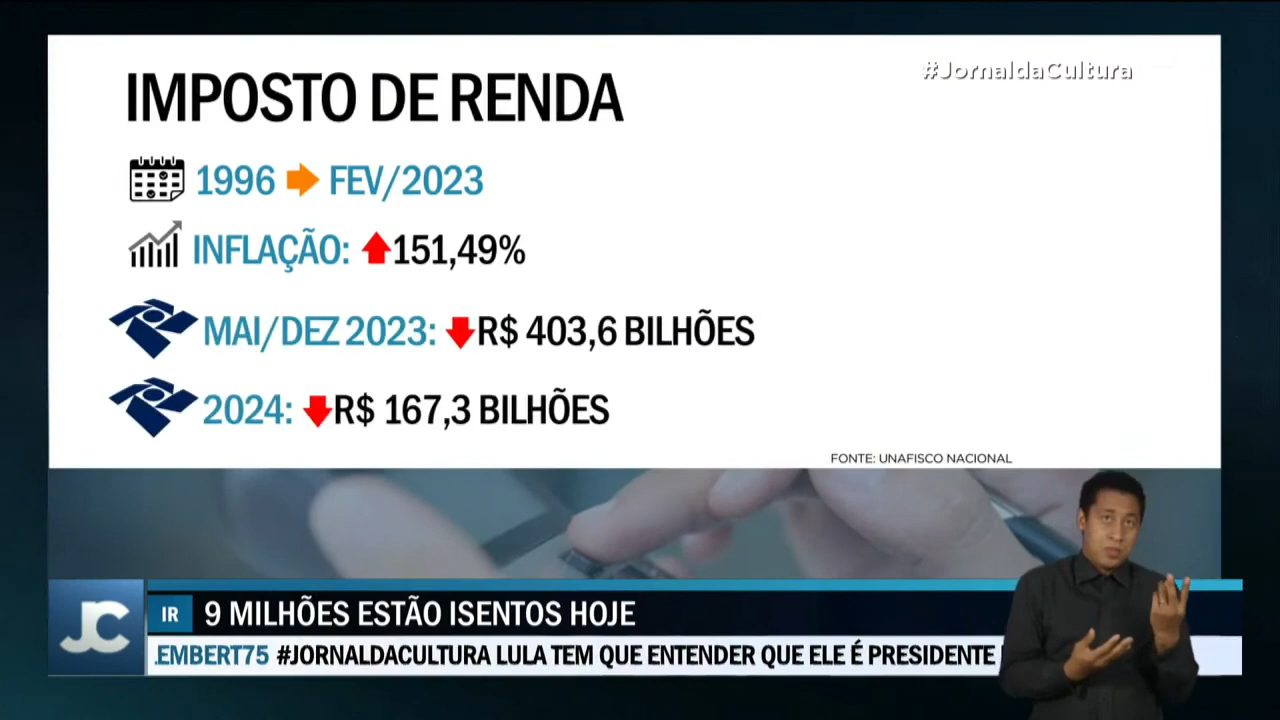 #JornaldaCultura
IMPOSTO DE RENDA
1996 FEV/2023
INFLAÇÃO: 151,49%
MAI/DEZ 2023: R$ 403,6 BILHÕES
2024: R$ 167,3 BILHÕES
FONTE: UNAFISCO NACIONAL
JC
IR 9 MILHÕES ESTÃO ISENTOS HOJE
.EMBERT75 #JORNALDACULTURA LULA TEM QUE ENTENDER QUE ELE É PRESIDENTE